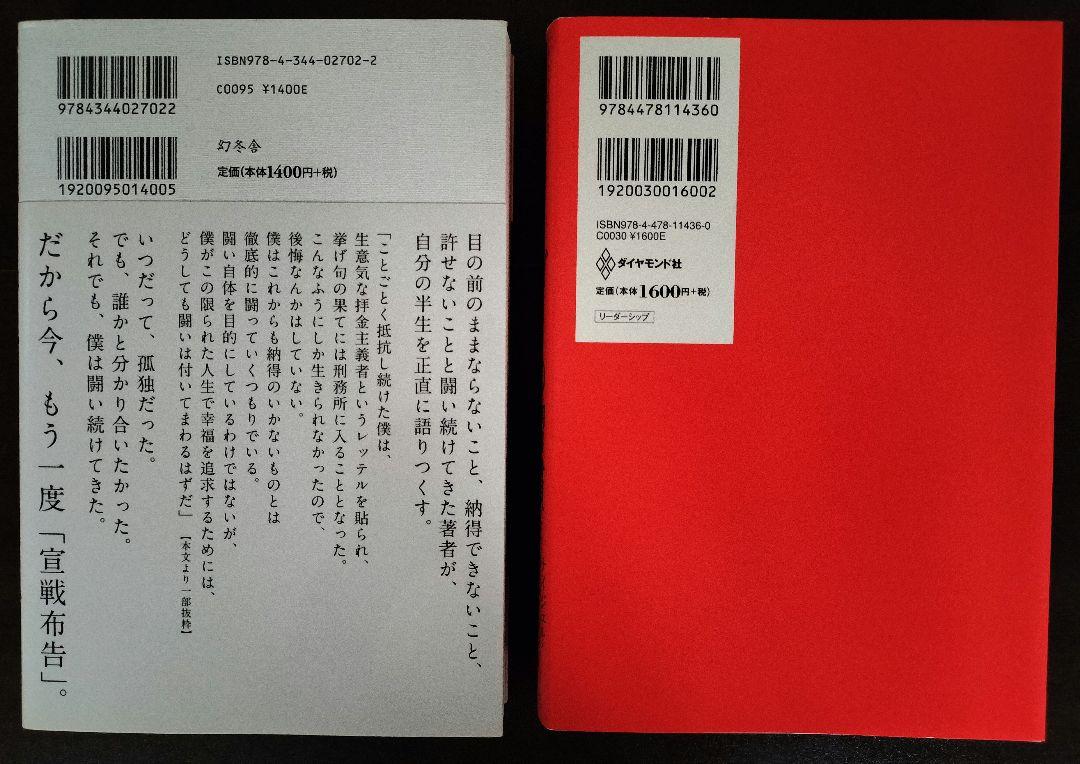 ISBN978-4-344-02702-2
C0095 ¥1400E
9784344027022
幻冬舎
定価(本体1400円+税)
1920095014005
目の前のままならないこと、納得できないこと、
許せないことと闘い続けてきた著者が、
自分の半生を正直に語りつくす。
「ことごとく抵抗し続けた僕は、
生意気な拝金主義者というレッテルを貼られ、
挙げ句の果てには刑務所に入ることとなった。
こんなふうにしか生きられなかったので、
後悔なんかはしていない。
僕はこれからも納得のいかないものとは
徹底的に闘っていくつもりでいる。
闘い自体を目的にしているわけではないが、
僕がこの限られた人生で幸福を追求するためには、
どうしても闘いは付いてまわるはずだ」【本文より一部抜粋】
いつだって、孤独だった。
でも、誰かと分かり合いたかった。
それでも、僕は闘い続けてきた。
だから今、もう一度「宣戦布告」。
9784478114360
1920030016002
ISBN978-4-478-11436-0
C0030 ¥1600E
ダイヤモンド社
定価(本体1600円+税)
リーダーシップ